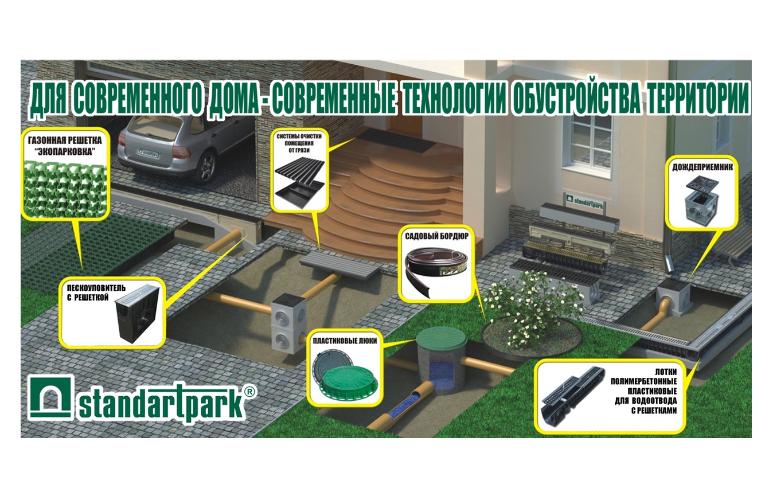 ДЛЯ СОВРЕМЕННОГО ДОМА - СОВРЕМЕННЫЕ ТЕХНОЛОГИИ ОБУСТРОЙСТВА ТЕРРИТОРИИ
ГАЗОННАЯ РЕШЕТКА
"ЭКОПАРКОВКА"
СИСТЕМЫ ОЧИСТКИ
ПОМЕЩЕНИЯ
ОТ ГРЯЗИ
ДОЖДЕПРИЕМНИК
standartpark
САДОВЫЙ БОРДЮР
ПЕСКОУЛОВИТЕЛЬ
С РЕШЕТКОЙ
ПЛАСТИКОВЫЕ ЛЮКИ
ЛОТКИ
ПОЛИМЕРБЕТОННЫЕ
ПЛАСТИКОВЫЕ
ДЛЯ ВОДООТВОДА
С РЕШЕТКАМИ
standartpark®